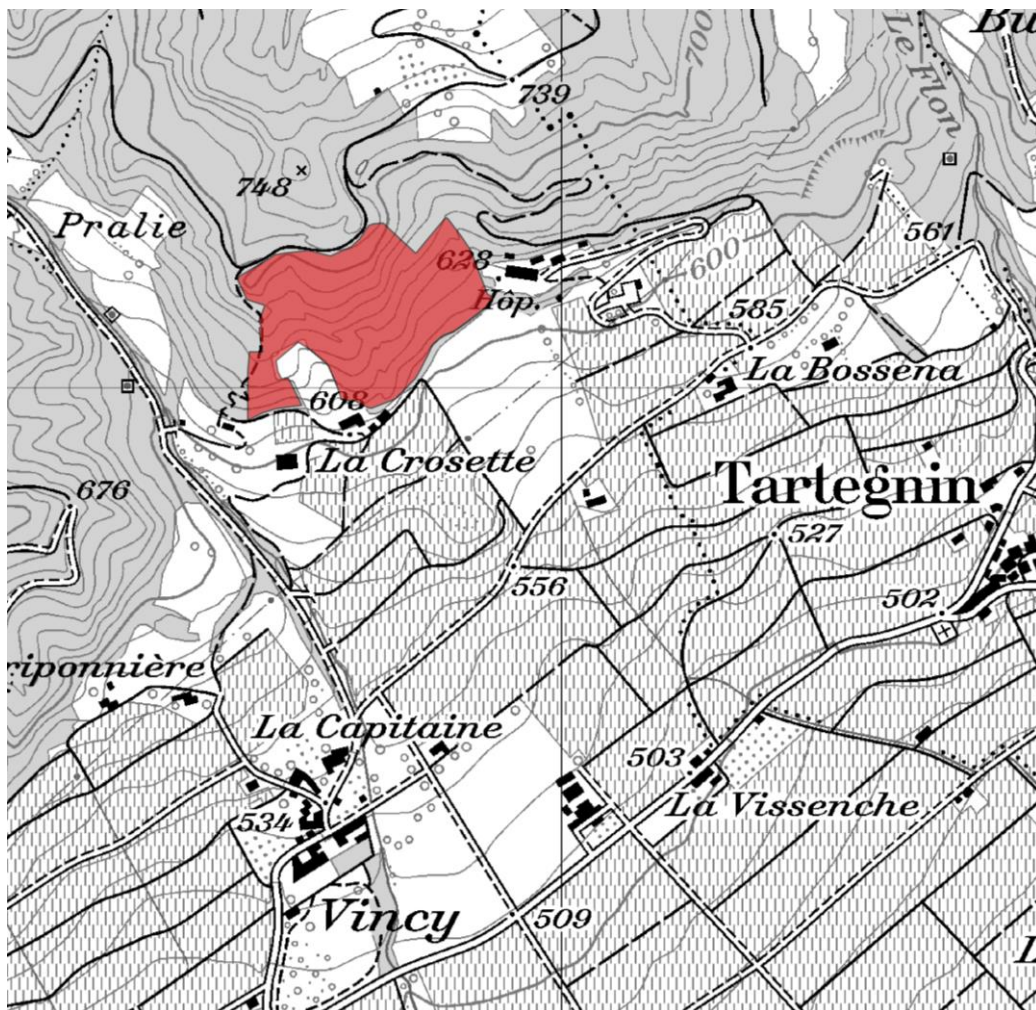 Bu
Le Flon
700
739
748
Pralie
561
628
600
Hôp.
585
La Bossena
608
La Crosette
Tartegnin
676
527
556
502
riponnière
La Capitaine
503
La Vissenche
534
Vincy
509
L